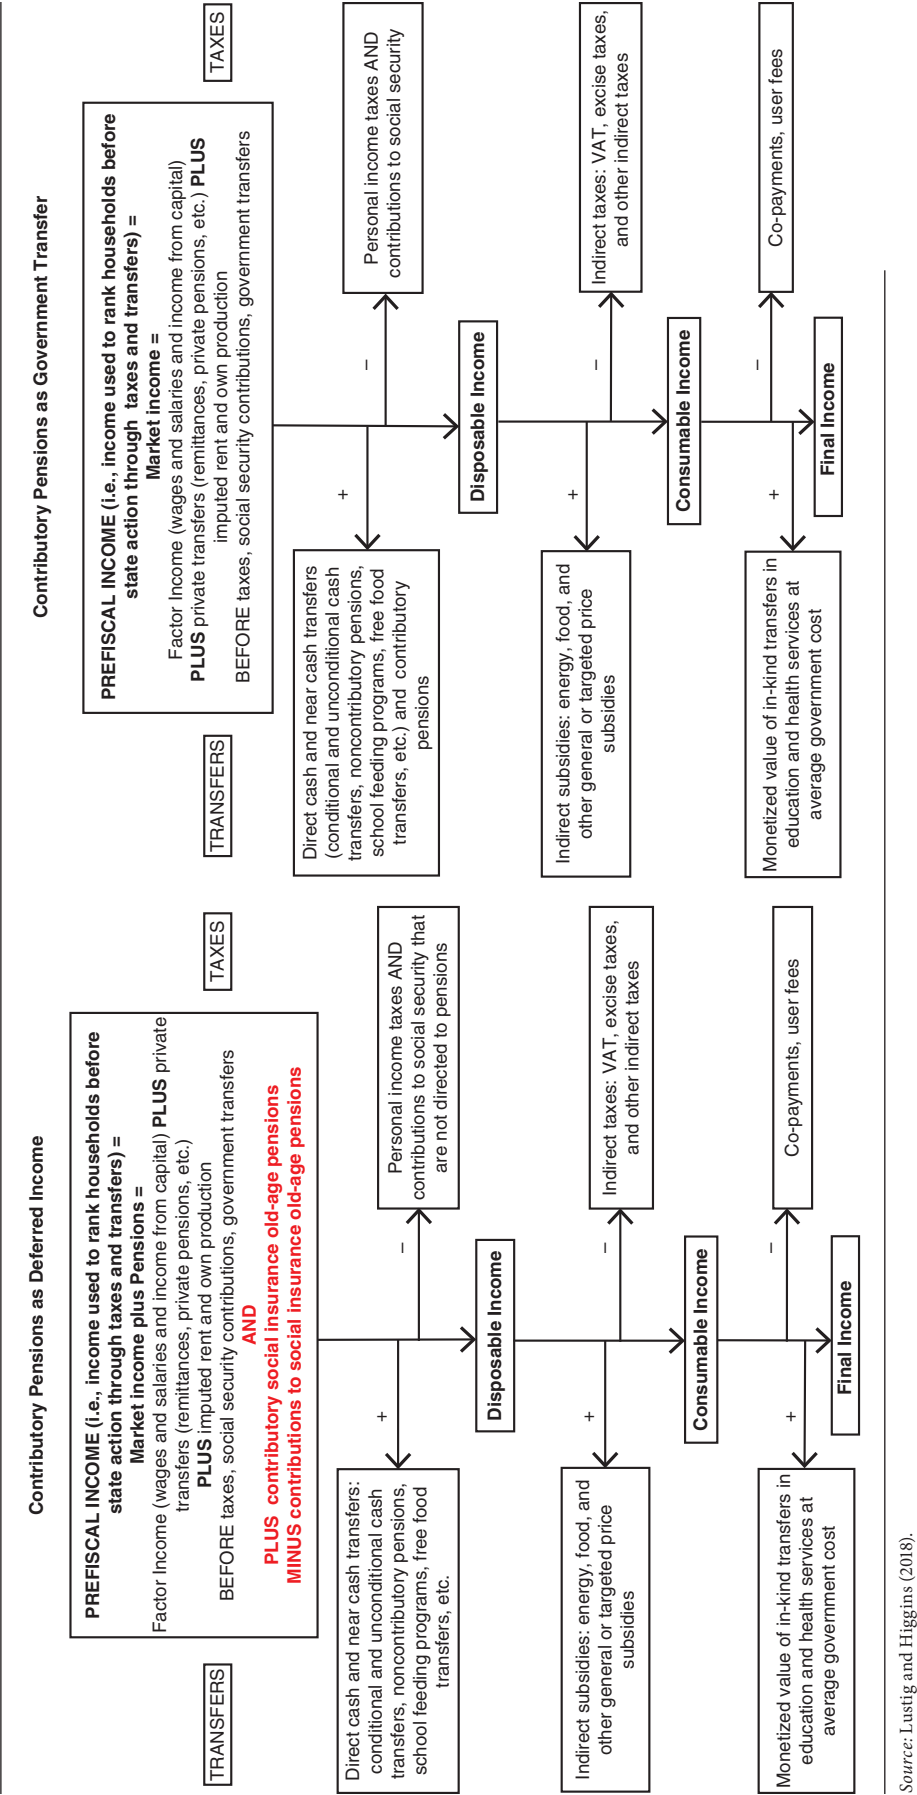 Contributory Pensions as Deferred Income
PREFISCAL INCOME (i.e., income used to rank households before
state action through taxes and transfers) =
Market income plus Pensions =
Factor Income (wages and salaries and income from capital) PLUS private
transfers (remittances, private pensions, etc.)
PLUS imputed rent and own production
BEFORE taxes, social security contributions, government transfers
AND
PLUS contributory social insurance old-age pensions
MINUS contributions to social insurance old-age pensions
TRANSFERS
TAXES
Direct cash and near cash transfers:
conditional and unconditional cash
transfers, noncontributory pensions,
school feeding programs, free food
transfers, etc.
+
–
Personal income taxes AND
contributions to social security that
are not directed to pensions
Disposable Income
Indirect subsidies: energy, food, and
other general or targeted price
subsidies
+
–
Indirect taxes: VAT, excise taxes,
and other indirect taxes
Consumable Income
Monetized value of in-kind transfers in
education and health services at
average government cost
+
–
Co-payments, user fees
Final Income
Contributory Pensions as Government Transfer
PREFISCAL INCOME (i.e., income used to rank households before
state action through taxes and transfers) =
Market income =
Factor Income (wages and salaries and income from capital)
PLUS private transfers (remittances, private pensions, etc.) PLUS
imputed rent and own production
BEFORE taxes, social security contributions, government transfers
TRANSFERS
TAXES
Direct cash and near cash transfers
(conditional and unconditional cash
transfers, noncontributory pensions,
school feeding programs, free food
transfers, etc.) and contributory
pensions
+
–
Personal income taxes AND
contributions to social security
Disposable Income
Indirect subsidies: energy, food, and
other general or targeted price
subsidies
+
–
Indirect taxes: VAT, excise taxes,
and other indirect taxes
Consumable Income
Monetized value of in-kind transfers in
education and health services at
average government cost
+
–
Co-payments, user fees
Final Income
Source: Lustig and Higgins (2018).